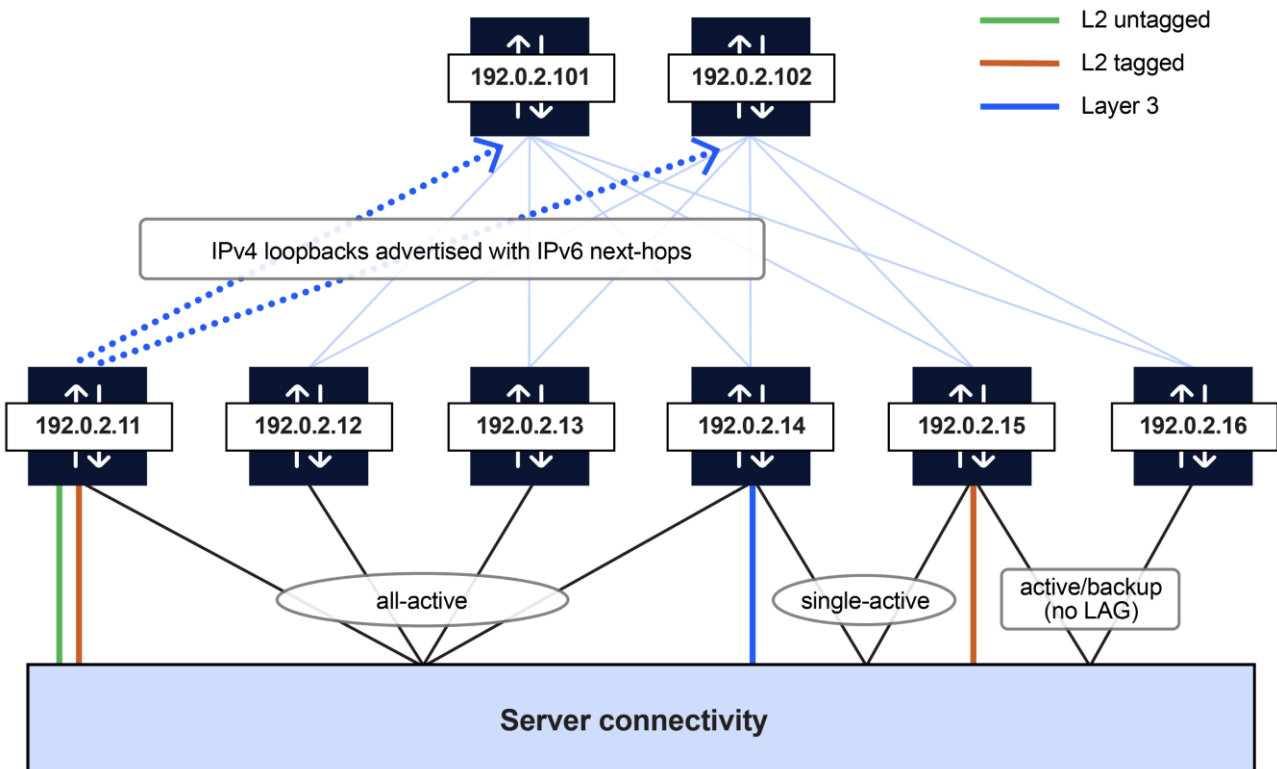 L2 untagged
L2 tagged
Layer 3
192.0.2.101
192.0.2.102
IPv4 loopbacks advertised with IPv6 next-hops
192.0.2.11
192.0.2.12
192.0.2.13
192.0.2.14
192.0.2.15
192.0.2.16
all-active
single-active
active/backup
(no LAG)
Server connectivity